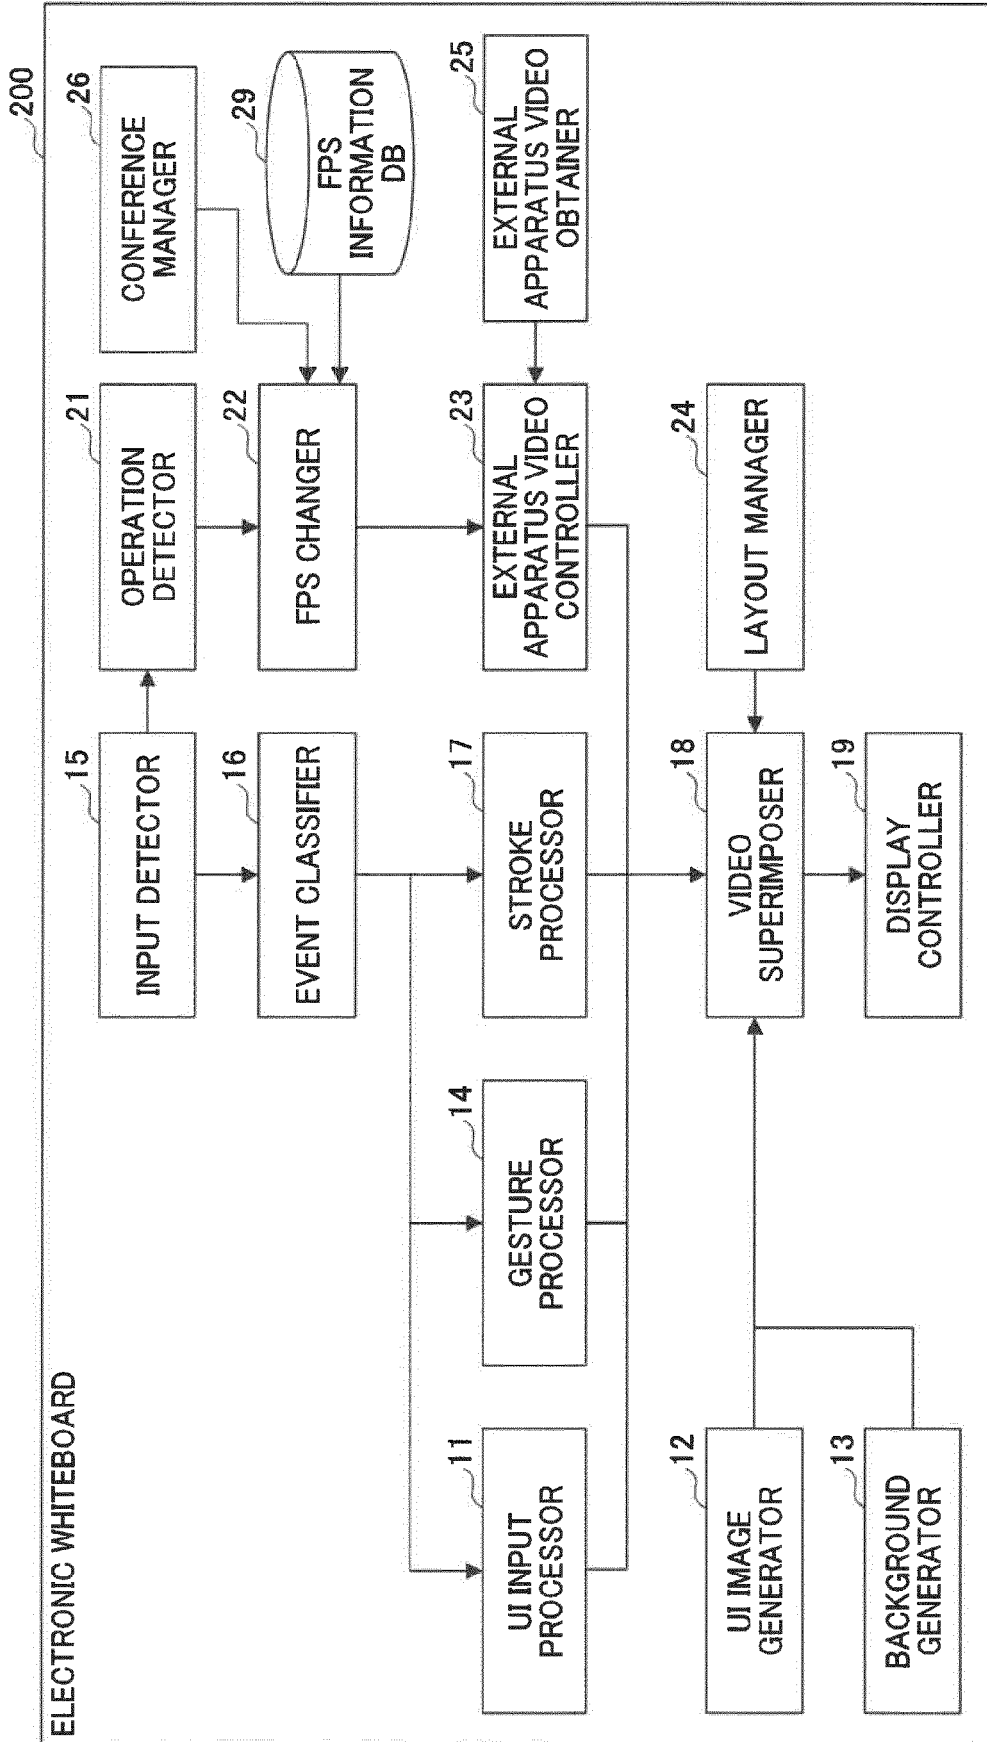 ELECTRONIC WHITEBOARD
200
15
INPUT DETECTOR
21
OPERATION
DETECTOR
26
CONFERENCE
MANAGER
16
EVENT CLASSIFIER
22
FPS CHANGER
29
FPS
INFORMATION
DB
11
UI INPUT
PROCESSOR
14
GESTURE
PROCESSOR
17
STROKE
PROCESSOR
23
EXTERNAL
APPARATUS VIDEO
CONTROLLER
25
EXTERNAL
APPARATUS VIDEO
OBTAINER
12
UI IMAGE
GENERATOR
18
VIDEO
SUPERIMPOSER
24
LAYOUT MANAGER
13
BACKGROUND
GENERATOR
19
DISPLAY
CONTROLLER